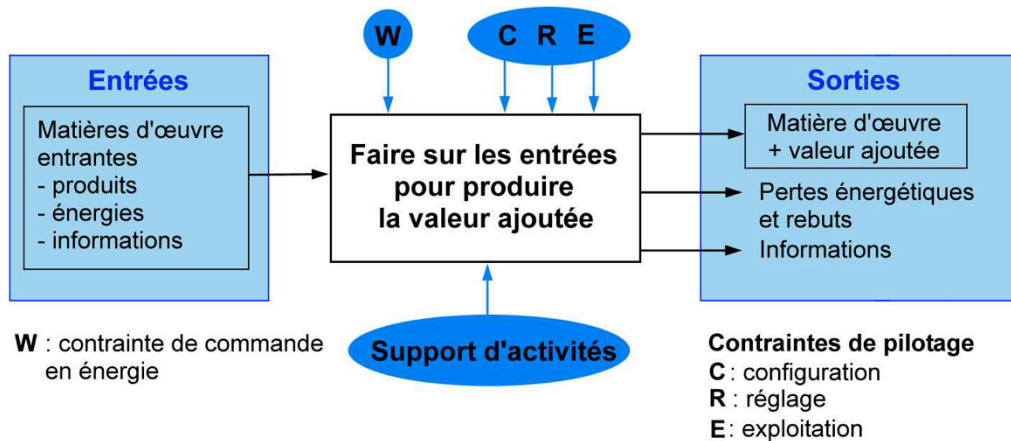 W
C R E
Entrées
Matières d'œuvre
entrantes
- produits
- énergies
- informations
Faire sur les entrées
pour produire
la valeur ajoutée
Sorties
Matière d'œuvre
+ valeur ajoutée
Pertes énergétiques
et rebuts
Informations
Support d'activités
W : contrainte de commande
en énergie
Contraintes de pilotage
C : configuration
R : réglage
E : exploitation